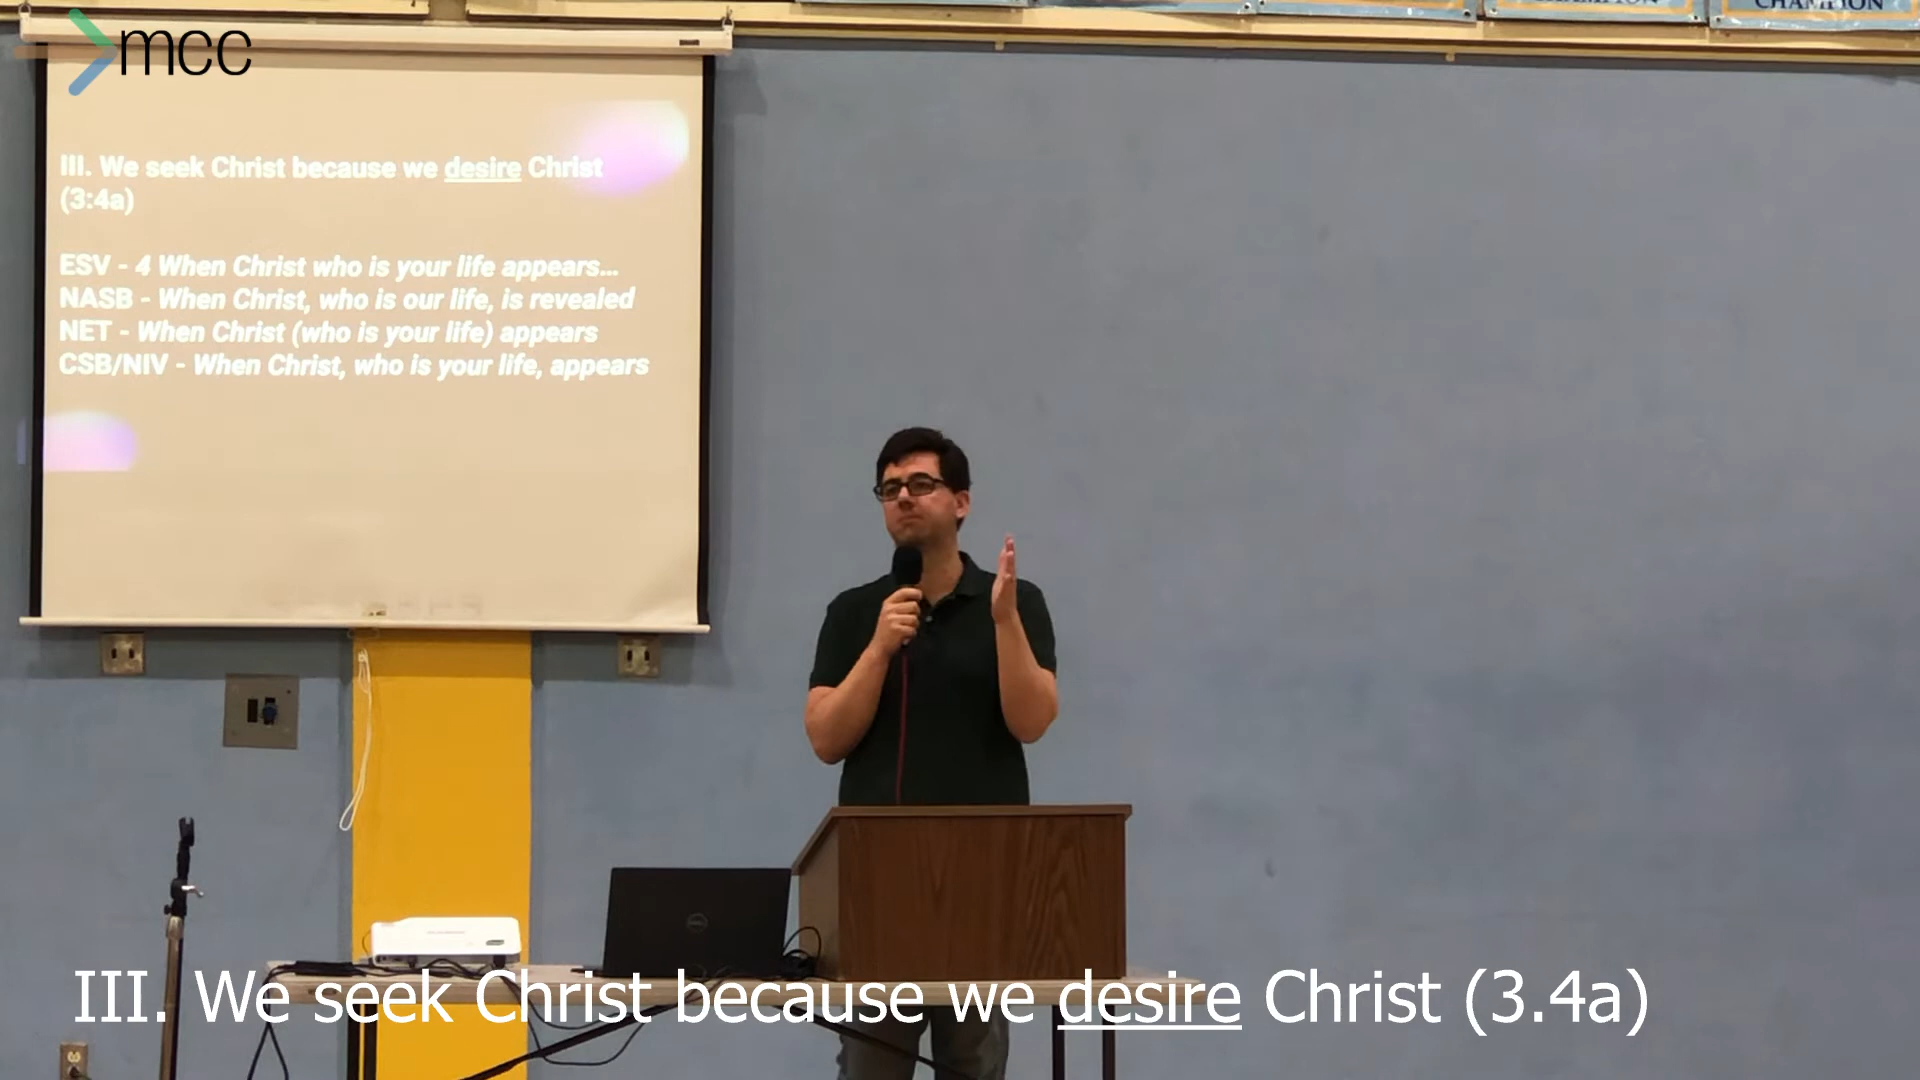 CHAMPION
CHAMPION
mcc
III. We seek Christ because we desire Christ
(3:4a)
ESV - 4 When Christ who is your life appears...
NASB - When Christ, who is our life, is revealed
NET - When Christ (who is your life) appears
CSB/NIV - When Christ, who is your life, appears
III. We seek Christ because we desire Christ (3.4a)